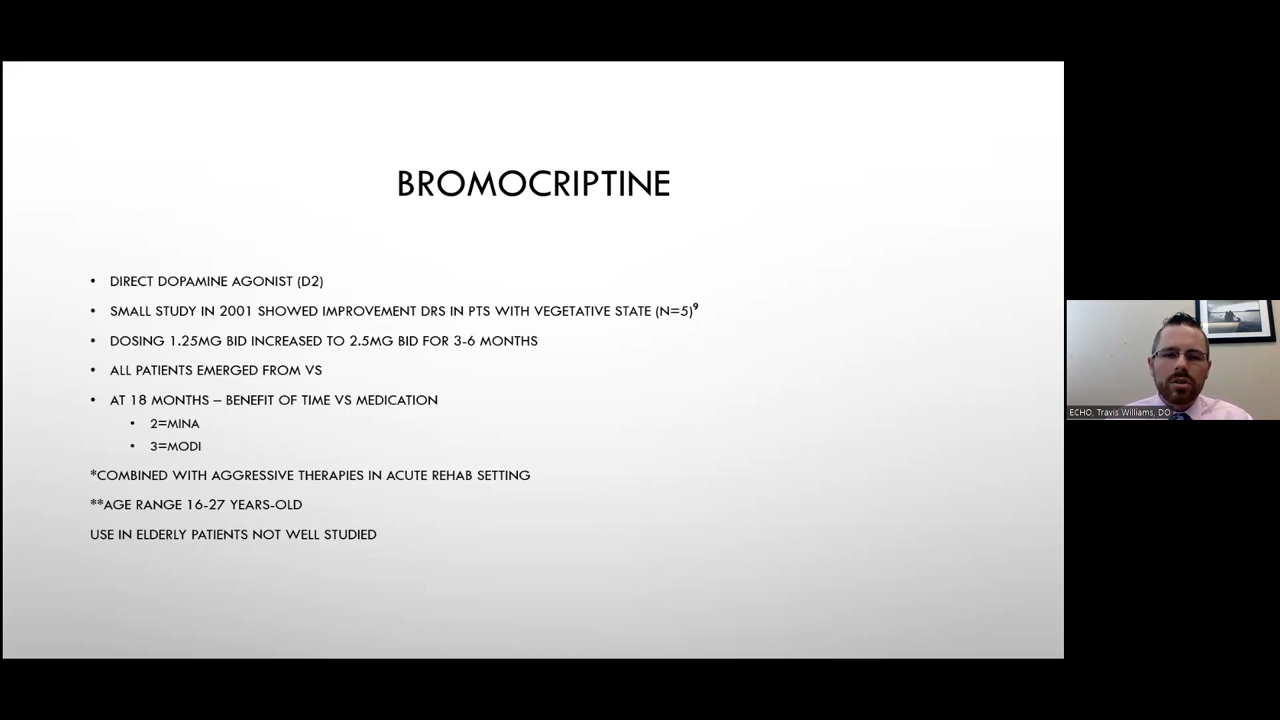 BROMOCRIPTINE
• DIRECT DOPAMINE AGONIST (D2)
• SMALL STUDY IN 2001 SHOWED IMPROVEMENT DRS IN PTS WITH VEGETATIVE STATE (N=5)⁹
• DOSING 1.25MG BID INCREASED TO 2.5MG BID FOR 3-6 MONTHS
• ALL PATIENTS EMERGED FROM VS
• AT 18 MONTHS – BENEFIT OF TIME VS MEDICATION
• 2=MINA
• 3=MODI
*COMBINED WITH AGGRESSIVE THERAPIES IN ACUTE REHAB SETTING
**AGE RANGE 16-27 YEARS-OLD
USE IN ELDERLY PATIENTS NOT WELL STUDIED
ECHO, Travis Williams, DO